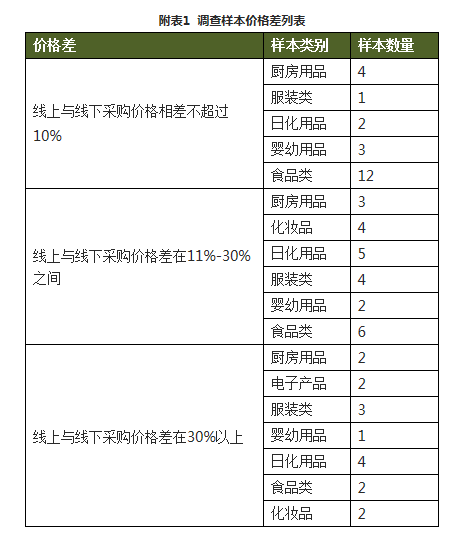 附表1 调查样本价格差列表
价格差 样本类别 样本数量
线上与线下采购价格相差不超过
10%
厨房用品 4
服装类 1
日化用品 2
婴幼用品 3
食品类 12
线上与线下采购价格差在11%-30%
之间
厨房用品 3
化妆品 4
日化用品 5
服装类 4
婴幼用品 2
食品类 6
线上与线下采购价格差在30%以上
厨房用品 2
电子产品 2
服装类 3
婴幼用品 1
日化用品 4
食品类 2
化妆品 2